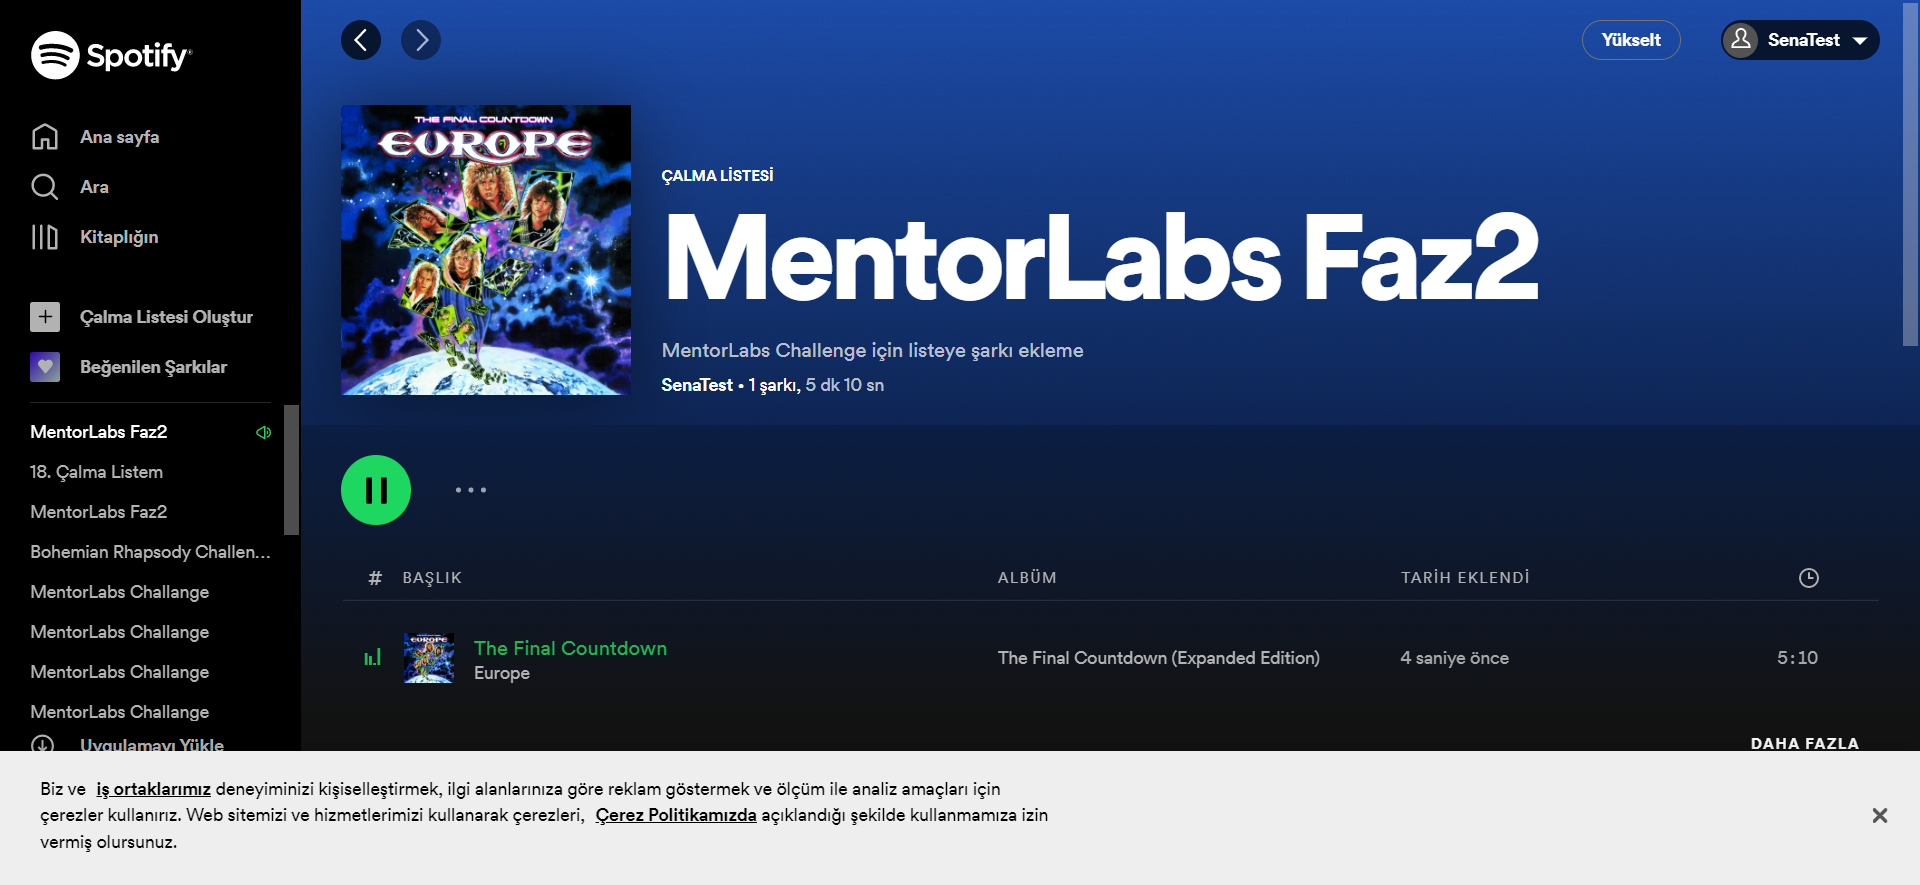 Spotify
Ana sayfa
Ara
Kitaplığın
Çalma Listesi Oluştur
Beğenilen Şarkılar
MentorLabs Faz2
18. Çalma Listem
MentorLabs Faz2
Bohemian Rhapsody Challen...
MentorLabs Challange
MentorLabs Challange
MentorLabs Challange
MentorLabs Challange
Uygulamayı Yükle
Yükselt
SenaTest
THE FINAL COUNTDOWN
EUROPE
ÇALMA LİSTESİ
MentorLabs Faz2
MentorLabs Challenge için listeye şarkı ekleme
SenaTest • 1 şarkı, 5 dk 10 sn
# BAŞLIK ALBÜM TARİH EKLENDİ
EUROPE
The Final Countdown
Europe
The Final Countdown (Expanded Edition) 4 saniye önce 5:10
DAHA FAZLA
Biz ve iş ortaklarımız deneyiminizi kişiselleştirmek, ilgi alanlarınıza göre reklam göstermek ve ölçüm ile analiz amaçları için
çerezler kullanırız. Web sitemizi ve hizmetlerimizi kullanarak çerezleri, Çerez Politikamızda açıklandığı şekilde kullanmamıza izin
vermiş olursunuz.